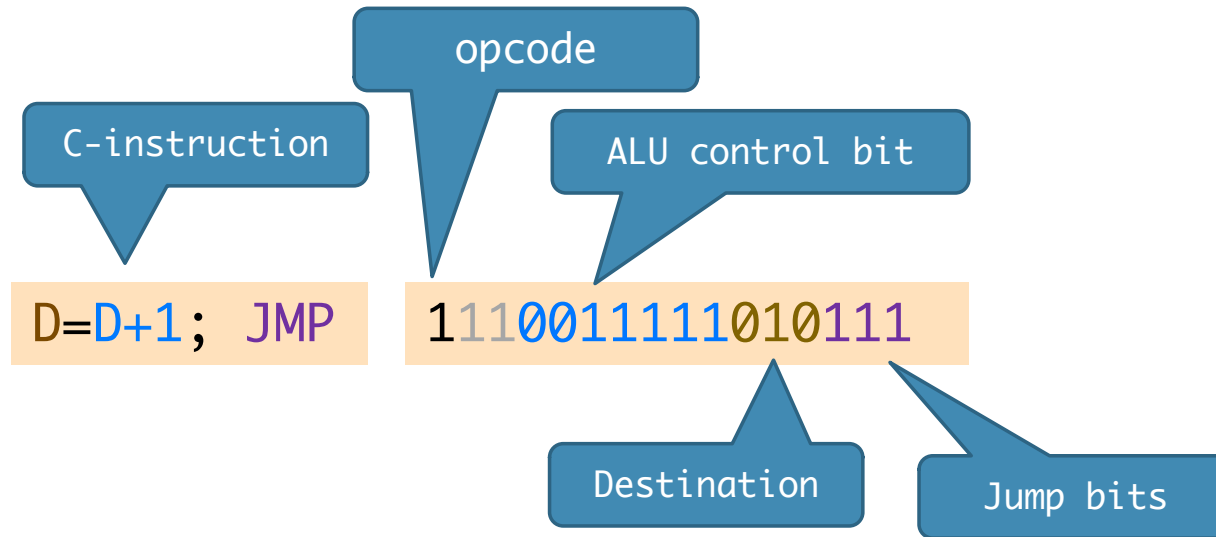 opcode
C-instruction
ALU control bit
D=D+1; JMP
1110011111010111
Destination
Jump bits